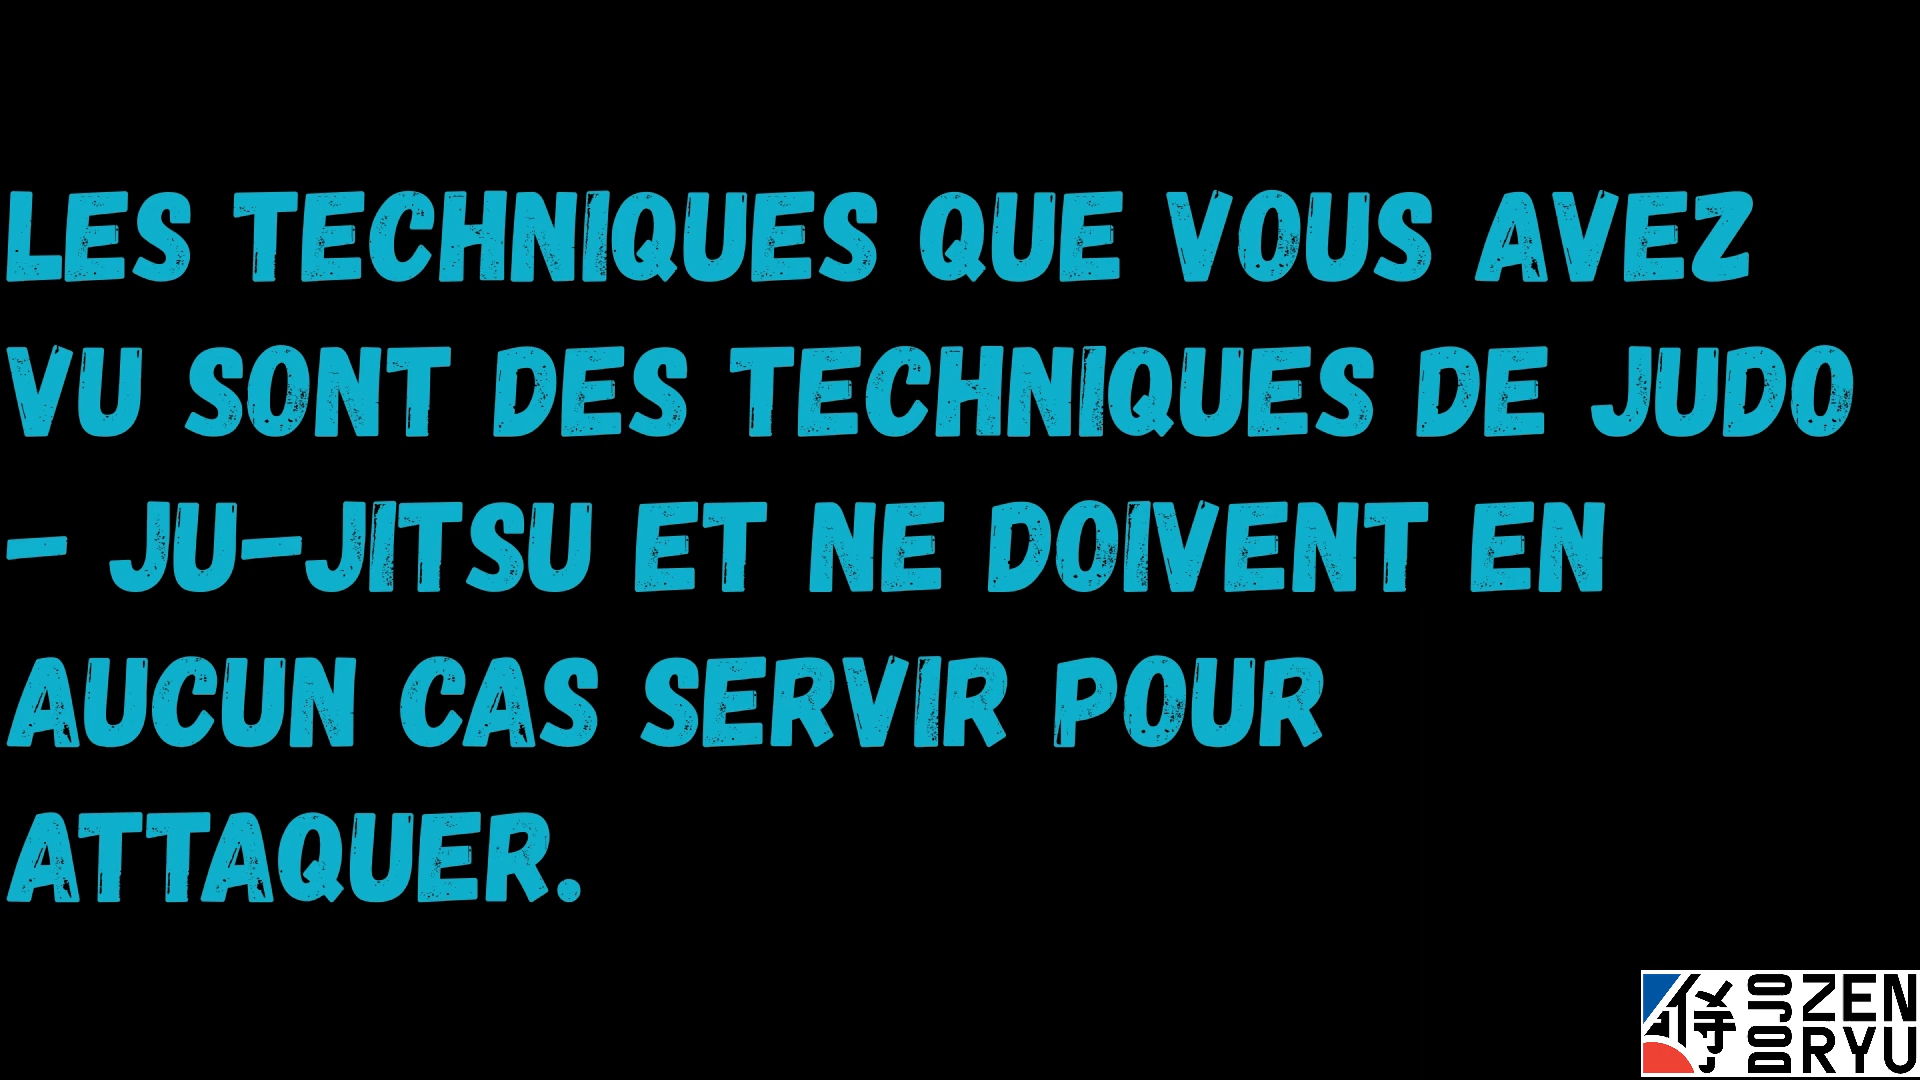 LES TECHNIQUES QUE VOUS AVEZ
VU SONT DES TECHNIQUES DE JUDO
- JU-JITSU ET NE DOIVENT EN
AUCUN CAS SERVIR POUR
ATTAQUER.
DOJO
ZEN
RYU